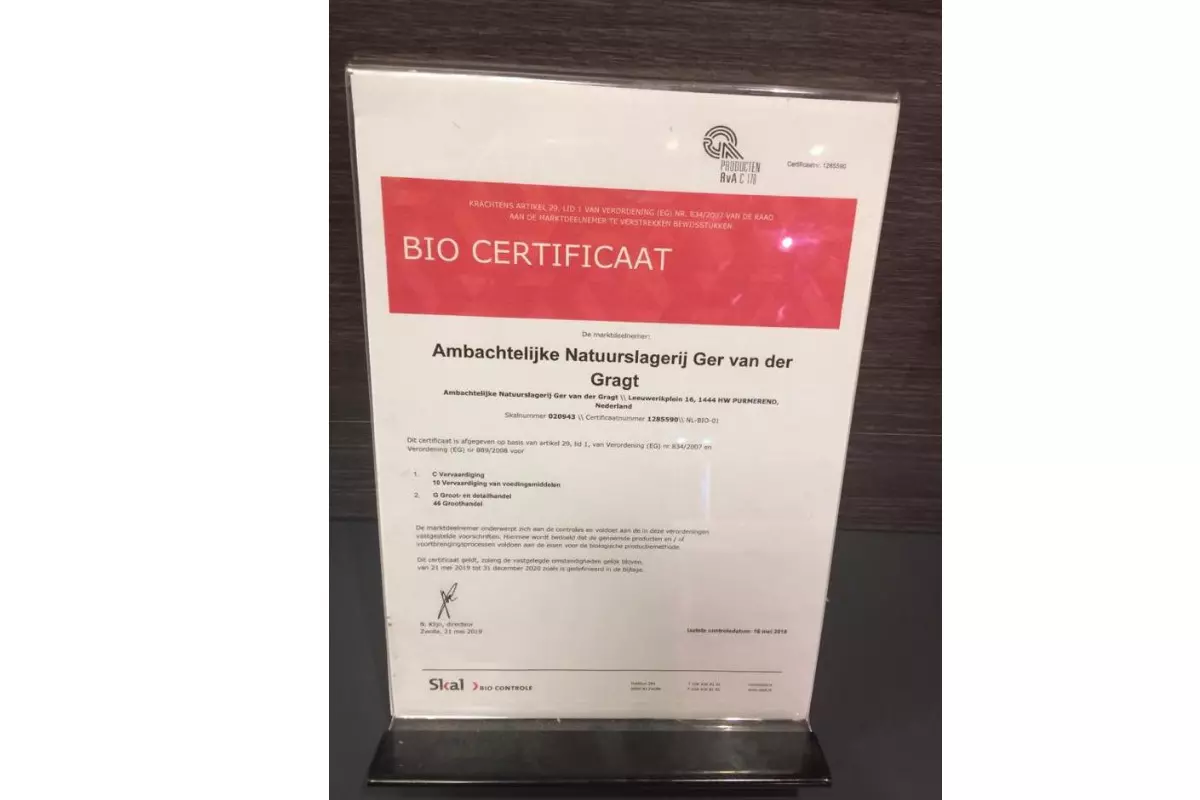 PRODUCTEN
RvA C 178
Certificaatnr. 1285590
KRACHTENS ARTIKEL 29, LID 1 VAN VERORDENING (EG) NR. 834/2007 VAN DE RAAD
AAN DE MARKTDEELNEMER TE VERSTREKKEN BEWIJSSTUKKEN
BIO CERTIFICAAT
De marktdeelnemer:
Ambachtelijke Natuurslagerij Ger van der
Gragt
Ambachtelijke Natuurslagerij Ger van der Gragt \\ Leeuwerikplein 16, 1444 HW PURMEREND,
Nederland
Skalnummer 020943 \\ Certificaatnummer 1285590\\ NL-BIO-01
Dit certificaat is afgegeven op basis van artikel 29, lid 1, van Verordening (EG) nr 834/2007 en
Verordening (EG) nr 889/2008 voor
1. C Vervaardiging
10 Vervaardiging van voedingsmiddelen
2. G Groot- en detailhandel
46 Groothandel
De marktdeelnemer onderwerpt zich aan de controles en voldoet aan de in deze verordeningen
vastgestelde voorschriften. Hiermee wordt bedoeld dat de genoemde producten en / of
voortbrengingsprocessen voldoen aan de eisen voor de biologische productiemethode.
Dit certificaat geldt, zolang de vastgelegde omstandigheden gelijk blijven,
van 21 mei 2019 tot 31 december 2020 zoals is gedefinieerd in de bijlage.
directeur
Zwolle, 21 mei 2019
Laatste controledatum: 16 mei 2019
Skal BIO CONTROLE